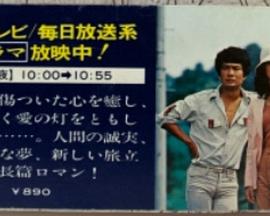 レビ/毎日放送系
ラマ 放映中!
夜] 10:00➡10:55
傷ついた心を癒し、
く愛の灯をともし
……。人間の誠実、
な夢、新しい旅立
長篇ロマン!
￥890